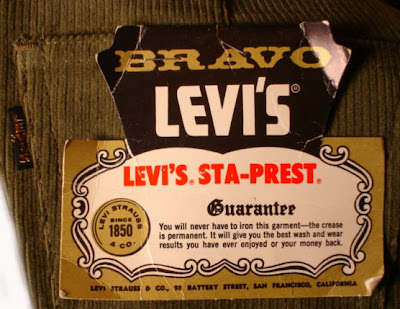 BRAVO
LEVI'S®
LEVI'S® STA-PREST®
Guarantee
You will never have to iron this garment—the crease
is permanent. It will give you the best wash and wear
results you have ever enjoyed or your money back.
LEVI STRAUSS
SINCE
1850
& CO.
LEVI STRAUSS & CO., 98 BATTERY STREET, SAN FRANCISCO, CALIFORNIA